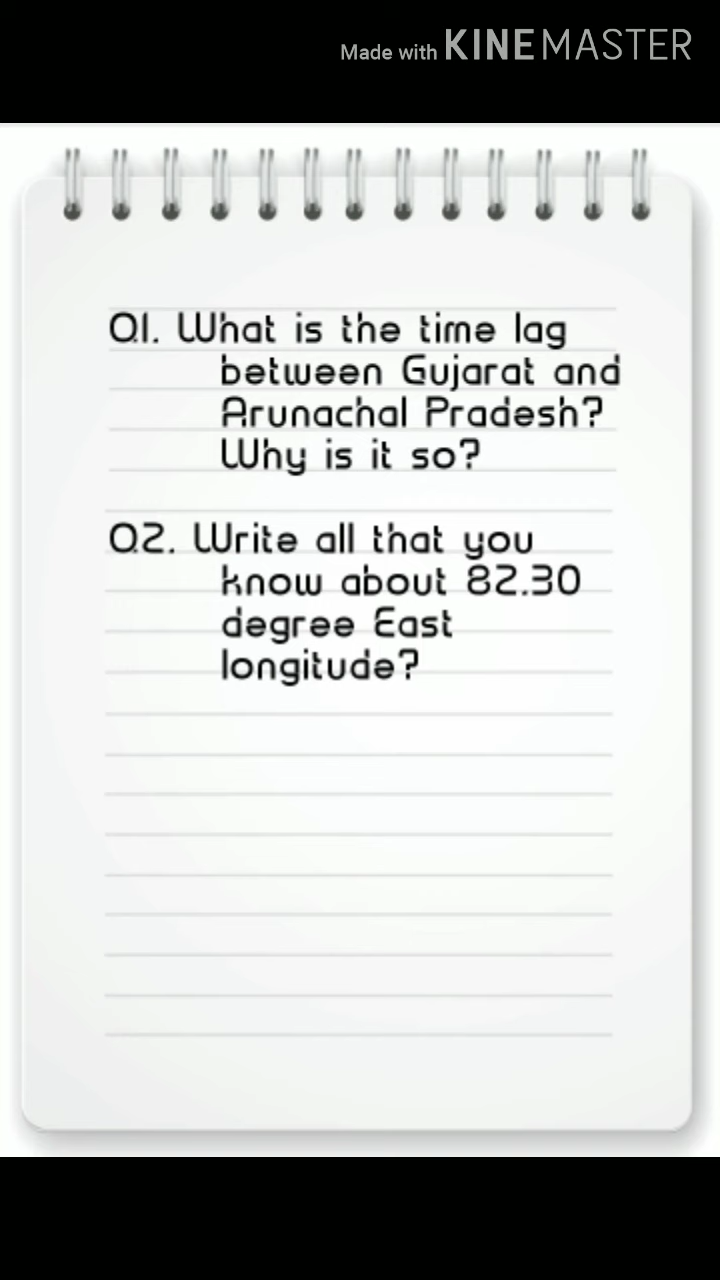 Made with KINEMASTER
Q1. What is the time lag
between Gujarat and
Arunachal Pradesh?
Why is it so?
Q2. Write all that you
know about 82.30
degree East
longitude?